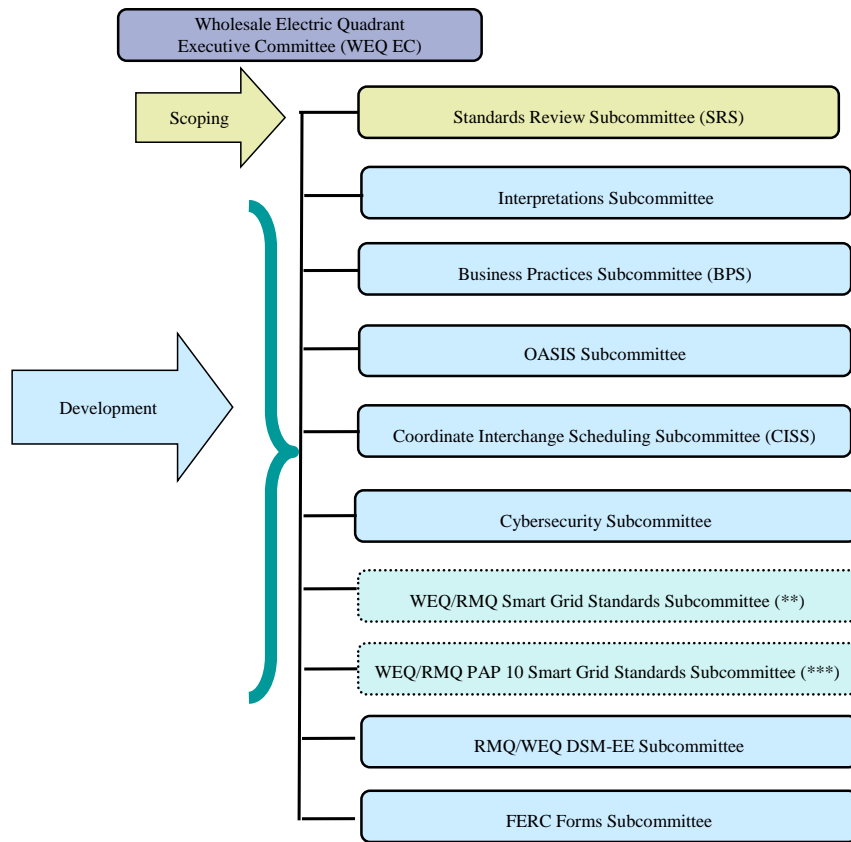 Wholesale Electric Quadrant
Executive Committee (WEQ EC)
Scoping
Standards Review Subcommittee (SRS)
Interpretations Subcommittee
Business Practices Subcommittee (BPS)
OASIS Subcommittee
Development
Coordinate Interchange Scheduling Subcommittee (CISS)
Cybersecurity Subcommittee
WEQ/RMQ Smart Grid Standards Subcommittee (**)
WEQ/RMQ PAP 10 Smart Grid Standards Subcommittee (***)
RMQ/WEQ DSM-EE Subcommittee
FERC Forms Subcommittee